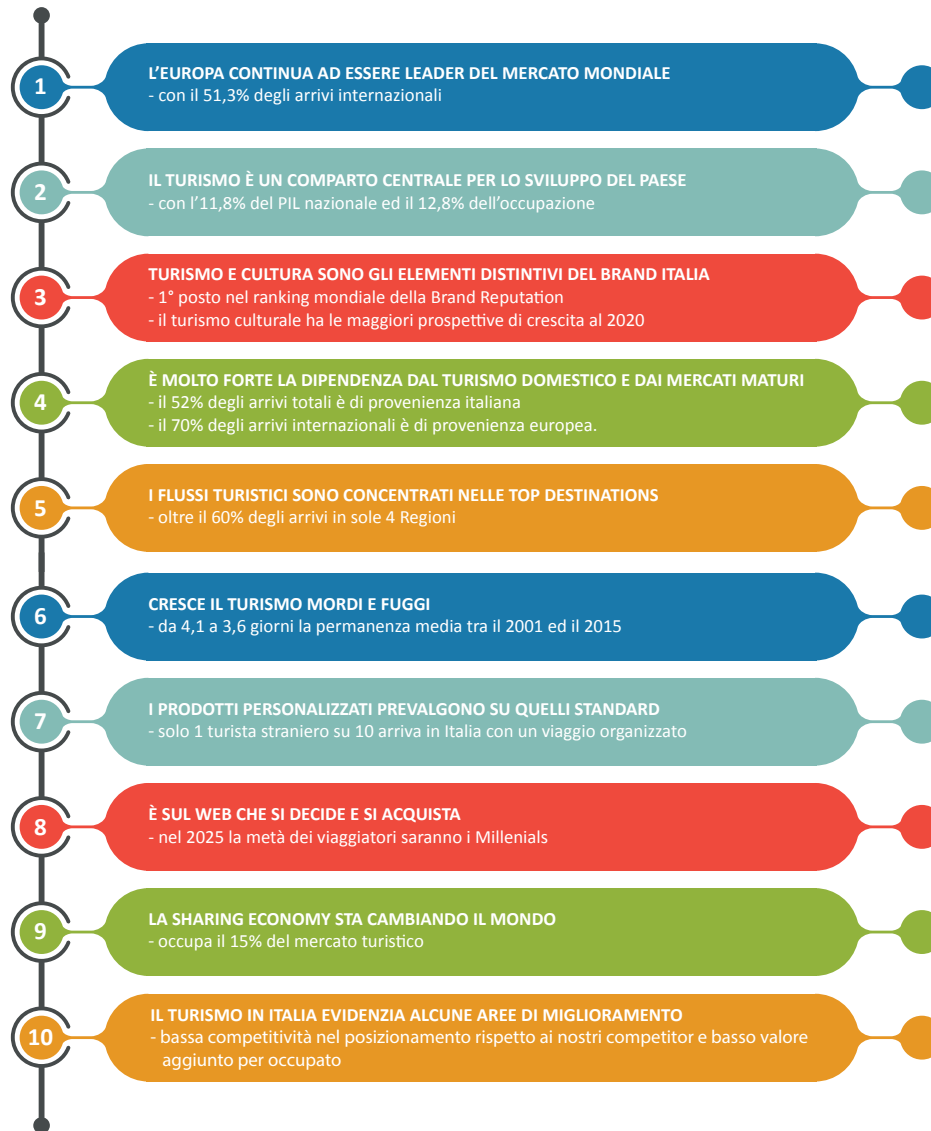 1
L'EUROPA CONTINUA AD ESSERE LEADER DEL MERCATO MONDIALE
- con il 51,3% degli arrivi internazionali
2
IL TURISMO È UN COMPARTO CENTRALE PER LO SVILUPPO DEL PAESE
- con l'11,8% del PIL nazionale ed il 12,8% dell'occupazione
3
TURISMO E CULTURA SONO GLI ELEMENTI DISTINTIVI DEL BRAND ITALIA
- 1° posto nel ranking mondiale della Brand Reputation
- il turismo culturale ha le maggiori prospettive di crescita al 2020
4
È MOLTO FORTE LA DIPENDENZA DAL TURISMO DOMESTICO E DAI MERCATI MATURI
- il 52% degli arrivi totali è di provenienza italiana
- il 70% degli arrivi internazionali è di provenienza europea.
5
I FLUSSI TURISTICI SONO CONCENTRATI NELLE TOP DESTINATIONS
- oltre il 60% degli arrivi in sole 4 Regioni
6
CRESCE IL TURISMO MORDI E FUGGI
- da 4,1 a 3,6 giorni la permanenza media tra il 2001 ed il 2015
7
I PRODOTTI PERSONALIZZATI PREVALGONO SU QUELLI STANDARD
- solo 1 turista straniero su 10 arriva in Italia con un viaggio organizzato
8
È SUL WEB CHE SI DECIDE E SI ACQUISTA
- nel 2025 la metà dei viaggiatori saranno i Millenials
9
LA SHARING ECONOMY STA CAMBIANDO IL MONDO
- occupa il 15% del mercato turistico
10
IL TURISMO IN ITALIA EVIDENZIA ALCUNE AREE DI MIGLIORAMENTO
- bassa competitività nel posizionamento rispetto ai nostri competitor e basso valore
aggiunto per occupato